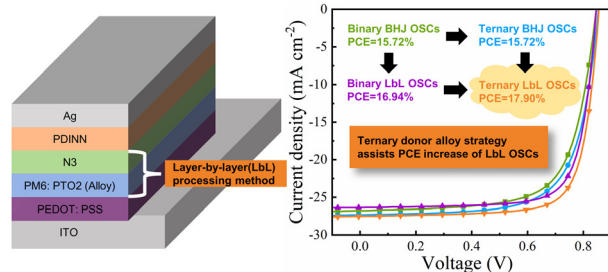 Ag
PDINN
N3
PM6: PTO2 (Alloy)
PEDOT: PSS
ITO
Layer-by-layer(LbL)
processing method
Current density (mA cm-2)
0
-5
-10
-15
-20
-25
-30
Binary BHJ OSCs
PCE=15.72%
Ternary BHJ OSCs
PCE=15.72%
Binary LbL OSCs
PCE=16.94%
Ternary LbL OSCs
PCE=17.90%
Ternary donor alloy strategy
assists PCE increase of LbL OSCs
0.0 0.2 0.4 0.6 0.8
Voltage (V)